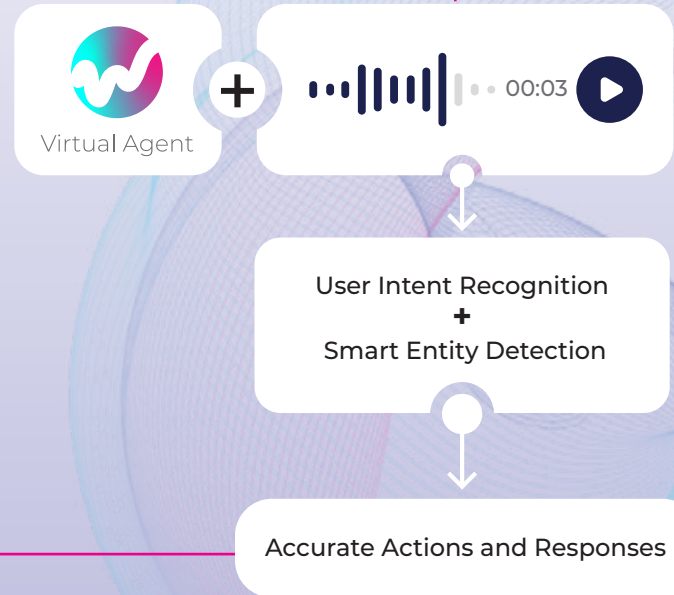 Virtual Agent
+
00:03
User Intent Recognition
+
Smart Entity Detection
Accurate Actions and Responses